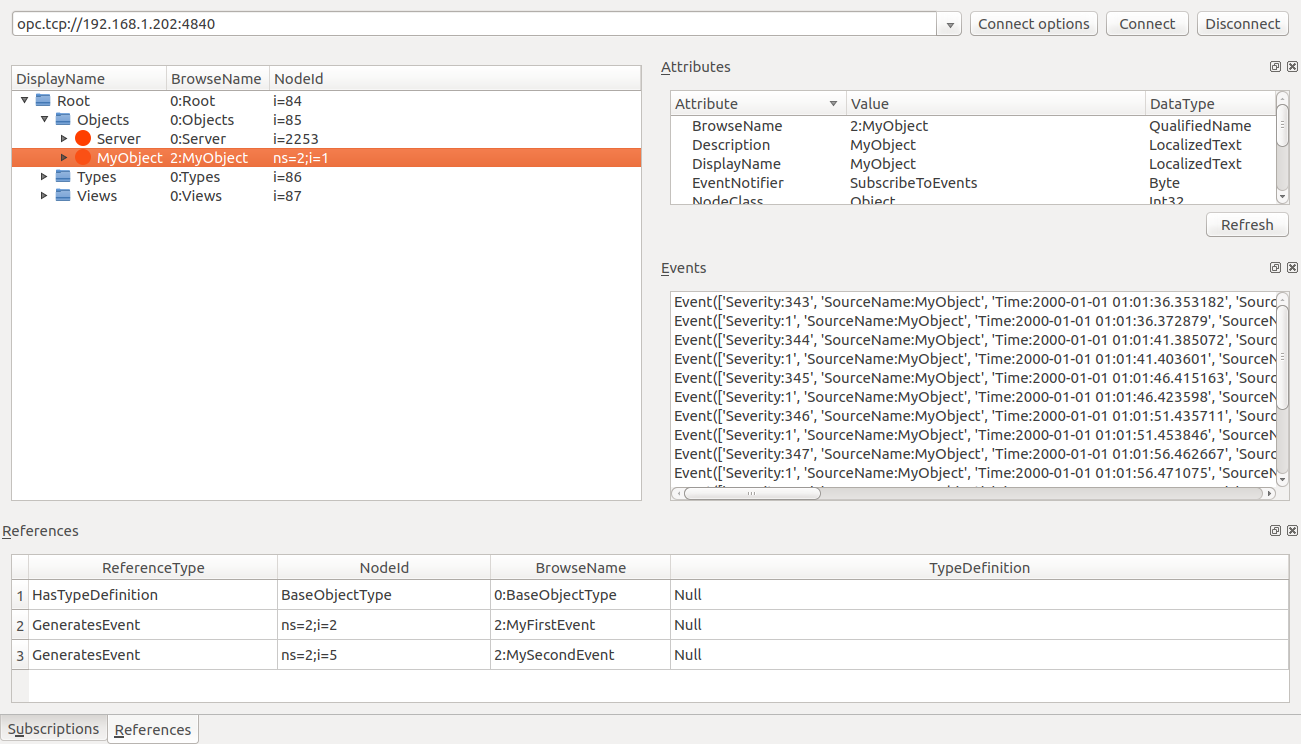 opc.tcp://192.168.1.202:4840 Connect options Connect Disconnect
DisplayName BrowseName NodeId
Root 0:Root i=84
Objects 0:Objects i=85
Server 0:Server i=2253
MyObject 2:MyObject ns=2;i=1
Types 0:Types i=86
Views 0:Views i=87
Attributes
Attribute Value DataType
BrowseName 2:MyObject QualifiedName
Description MyObject LocalizedText
DisplayName MyObject LocalizedText
EventNotifier SubscribeToEvents Byte
NodeClass Object Int32
Refresh
Events
Event(['Severity:343', 'SourceName:MyObject', 'Time:2000-01-01 01:01:36.353182', 'Sourc
Event(['Severity:1', 'SourceName:MyObject', 'Time:2000-01-01 01:01:36.372879', 'SourceN
Event(['Severity:344', 'SourceName:MyObject', 'Time:2000-01-01 01:01:41.385072', 'Sourc
Event(['Severity:1', 'SourceName:MyObject', 'Time:2000-01-01 01:01:41.403601', 'SourceN
Event(['Severity:345', 'SourceName:MyObject', 'Time:2000-01-01 01:01:46.415163', 'Sourc
Event(['Severity:1', 'SourceName:MyObject', 'Time:2000-01-01 01:01:46.423598', 'SourceN
Event(['Severity:346', 'SourceName:MyObject', 'Time:2000-01-01 01:01:51.435711', 'Sourc
Event(['Severity:1', 'SourceName:MyObject', 'Time:2000-01-01 01:01:51.453846', 'SourceN
Event(['Severity:347', 'SourceName:MyObject', 'Time:2000-01-01 01:01:56.462667', 'Sourc
Event(['Severity:1', 'SourceName:MyObject', 'Time:2000-01-01 01:01:56.471075', 'SourceN
References
ReferenceType NodeId BrowseName TypeDefinition
1 HasTypeDefinition BaseObjectType 0:BaseObjectType Null
2 GeneratesEvent ns=2;i=2 2:MyFirstEvent Null
3 GeneratesEvent ns=2;i=5 2:MySecondEvent Null
Subscriptions References